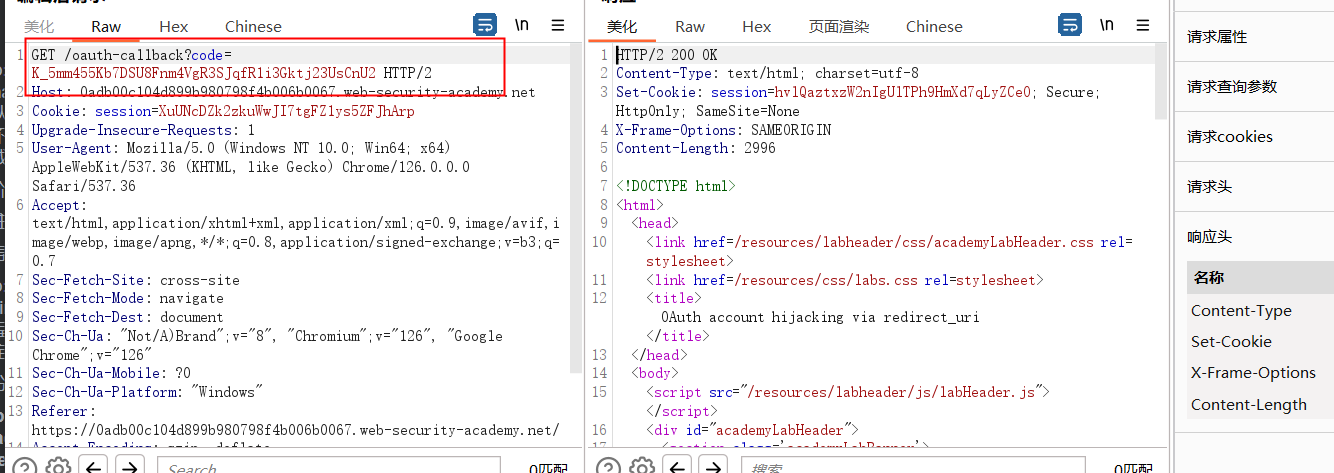 美化
Raw
Hex
Chinese
\n
1 GET /oauth-callback?code=
K_5mm455Kb7DSU8Fnm4VgR3SJqfR1i3Gktj23UsCnU2 HTTP/2
2 Host: 0adb00c104d899b980798f4b006b0067.web-security-academy.net
3 Cookie: session=XuUNcDZk2zkuWwJI7tgFZ1ys5ZFJhArp
4 Upgrade-Insecure-Requests: 1
5 User-Agent: Mozilla/5.0 (Windows NT 10.0; Win64; x64)
AppleWebKit/537.36 (KHTML, like Gecko) Chrome/126.0.0.0
Safari/537.36
6 Accept:
text/html,application/xhtml+xml,application/xml;q=0.9,image/avif,i
mage/webp,image/apng,*/*;q=0.8,application/signed-exchange;v=b3;q=
0.7
7 Sec-Fetch-Site: cross-site
8 Sec-Fetch-Mode: navigate
9 Sec-Fetch-Dest: document
10 Sec-Ch-Ua: "Not/A)Brand";v="8", "Chromium";v="126", "Google
Chrome";v="126"
11 Sec-Ch-Ua-Mobile: ?0
12 Sec-Ch-Ua-Platform: "Windows"
13 Referer:
https://0adb00c104d899b980798f4b006b0067.web-security-academy.net/
Search
0匹配
美化
Raw
Hex
页面渲染
Chinese
\n
1 HTTP/2 200 OK
2 Content-Type: text/html; charset=utf-8
3 Set-Cookie: session=hvlQaztxzW2nIgUlTPh9HmXd7qLyZCe0; Secure;
HttpOnly; SameSite=None
4 X-Frame-Options: SAMEORIGIN
5 Content-Length: 2996
6
7 <!DOCTYPE html>
8 <html>
9 <head>
10 <link href=/resources/labheader/css/academyLabHeader.css rel=
stylesheet>
11 <link href=/resources/css/labs.css rel=stylesheet>
12 <title>
OAuth account hijacking via redirect_uri
</title>
13 </head>
14 <body>
15 <script src="/resources/labheader/js/labHeader.js">
</script>
16 <div id="academyLabHeader">
搜索
0匹配
请求属性
请求查询参数
请求cookies
请求头
响应头
名称
Content-Type
Set-Cookie
X-Frame-Options
Content-Length